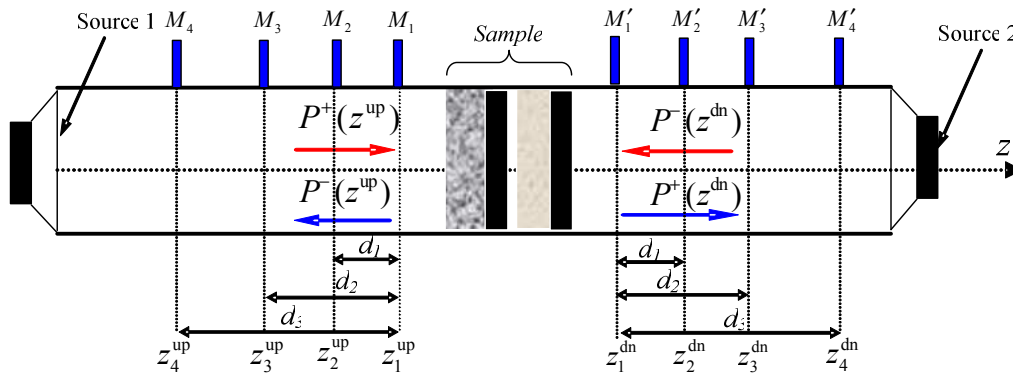 Source 1
M₄ M₃ M₂ M₁
Sample
M′₁ M′₂ M′₃ M′₄
Source 2
P⁺(zᵘᵖ) P⁻(zᵈⁿ)
z
P⁻(zᵘᵖ) P⁺(zᵈⁿ)
d₁ d₁
d₂ d₂
d₃ d₃
z₄ᵘᵖ z₃ᵘᵖ z₂ᵘᵖ z₁ᵘᵖ z₁ᵈⁿ z₂ᵈⁿ z₃ᵈⁿ z₄ᵈⁿ